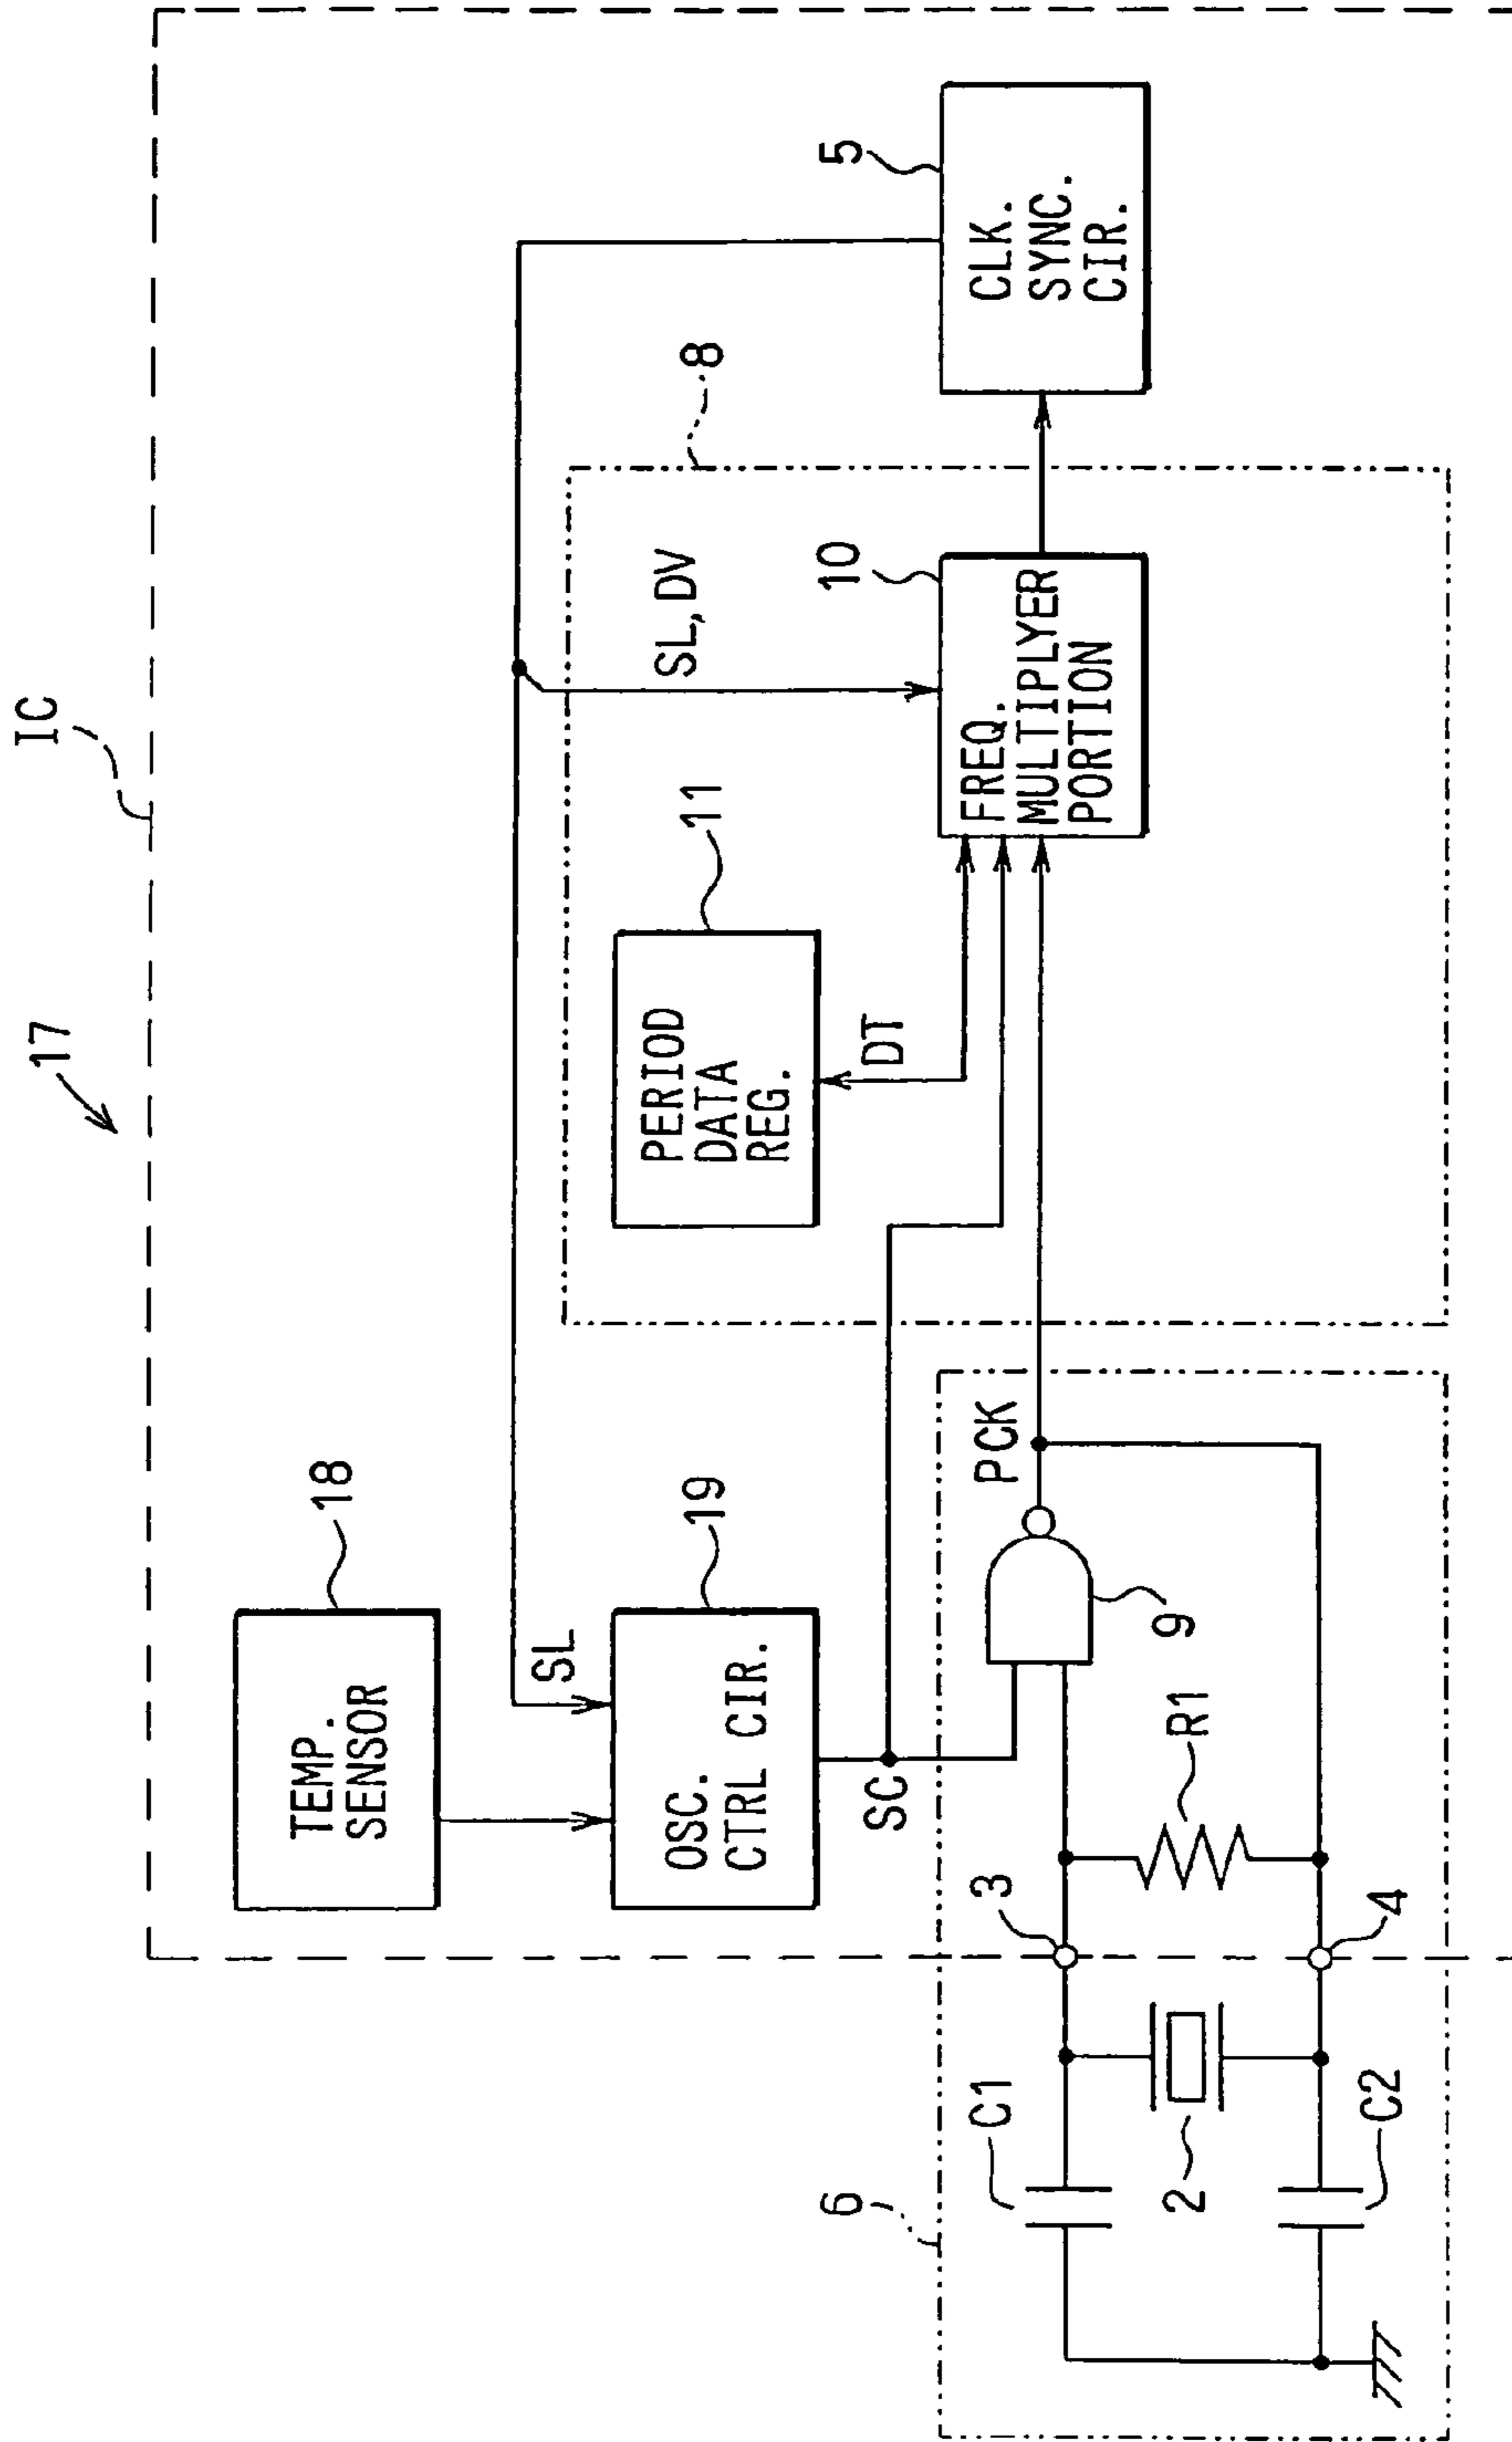 17
IC
TEMP.
SENSOR
18
SL
OSC.
CTRL CIR.
19
SC
SL,DV
8
PERIOD
DATA
REG.
11
DT
FREQ.
MULTIPLYER
PORTION
10
CLK.
SYNC.
CIR.
5
6
C1
2
C2
3
4
R1
9
PCK